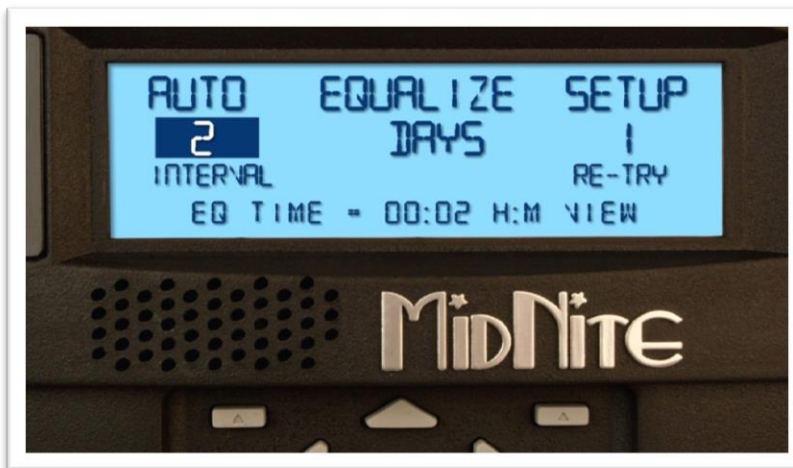 AUTO EQUALIZE SETUP
2 DAYS 1
INTERVAL RE-TRY
EQ TIME = 00:02 H:M VIEW
MIDNITE